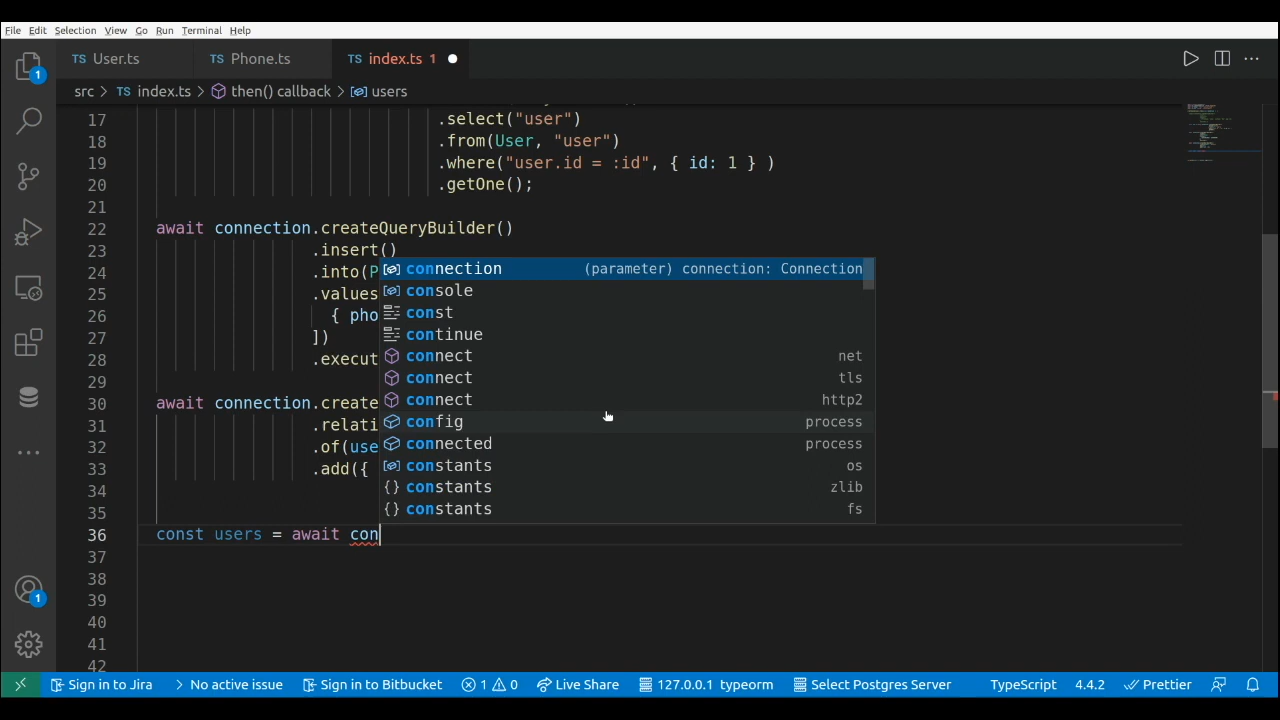 File Edit Selection View Go Run Terminal Help
TS User.ts TS Phone.ts TS index.ts 1
src > TS index.ts > then() callback > users
17 .select("user")
18 .from(User, "user")
19 .where("user.id = :id", { id: 1 } )
20 .getOne();
21
22 await connection.createQueryBuilder()
23 .insert()
24 .into(P
25 .values
26 { pho
27 ])
28 .execut
29
30 await connection.create
31 .relati
32 .of(use
33 .add({
34
35
36 const users = await con
37
38
39
40
41
42
connection (parameter) connection: Connection
console
const
continue
connect net
connect tls
connect http2
config process
connected process
constants os
{} constants zlib
{} constants fs
1
1
Sign in to Jira > No active issue Sign in to Bitbucket 1 0 Live Share 127.0.0.1 typeorm Select Postgres Server TypeScript 4.4.2 Prettier